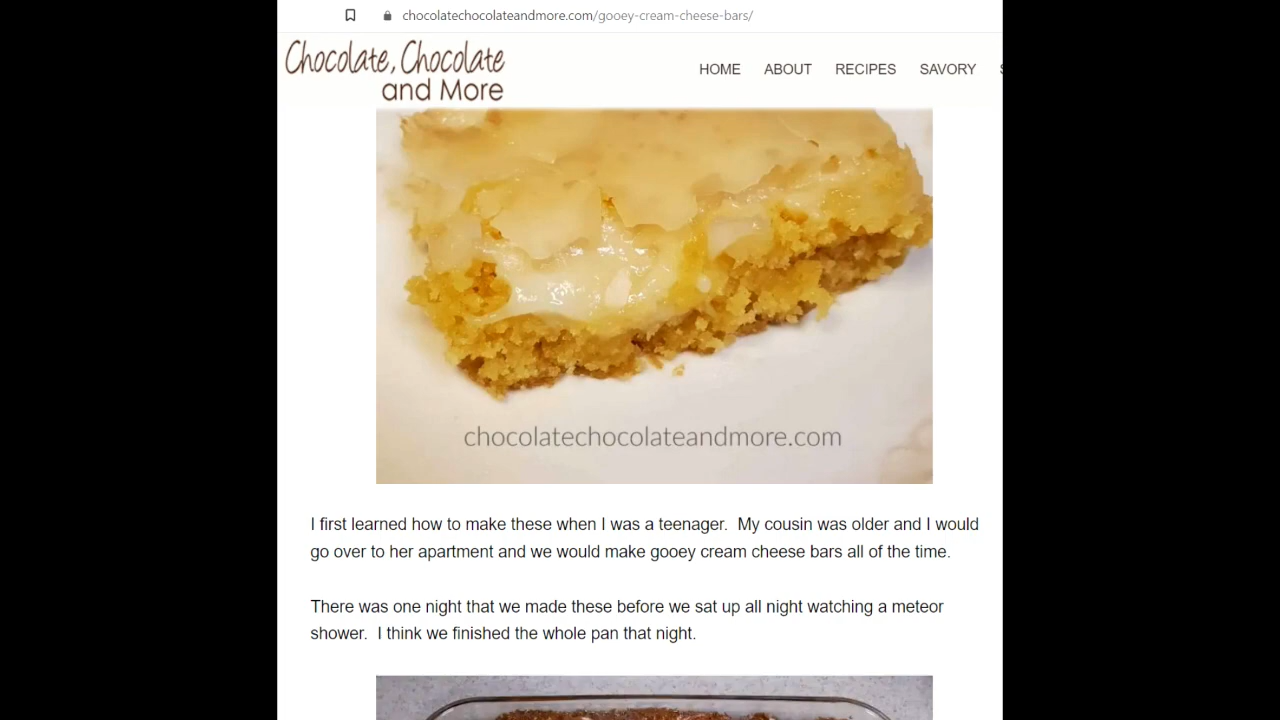 chocolatechocolateandmore.com/gooey-cream-cheese-bars/
Chocolate, Chocolate
and More
HOME ABOUT RECIPES SAVORY
chocolatechocolateandmore.com
I first learned how to make these when I was a teenager.  My cousin was older and I would
go over to her apartment and we would make gooey cream cheese bars all of the time.
There was one night that we made these before we sat up all night watching a meteor
shower.  I think we finished the whole pan that night.